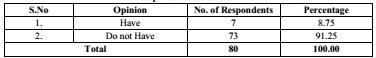 S.No Opinion No. of Respondents Percentage
1. Have 7 8.75
2. Do not Have 73 91.25
Total 80 100.00